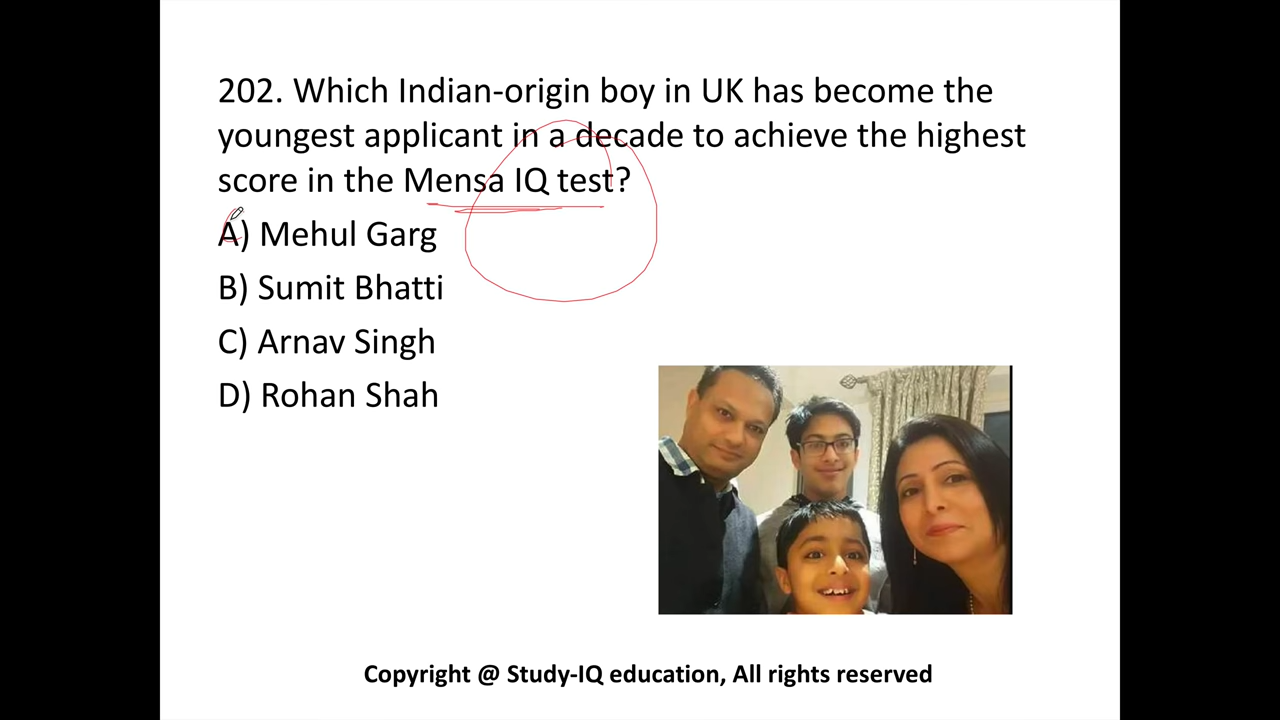 202. Which Indian-origin boy in UK has become the
youngest applicant in a decade to achieve the highest
score in the Mensa IQ test?
A) Mehul Garg
B) Sumit Bhatti
C) Arnav Singh
D) Rohan Shah
Copyright @ Study-IQ education, All rights reserved